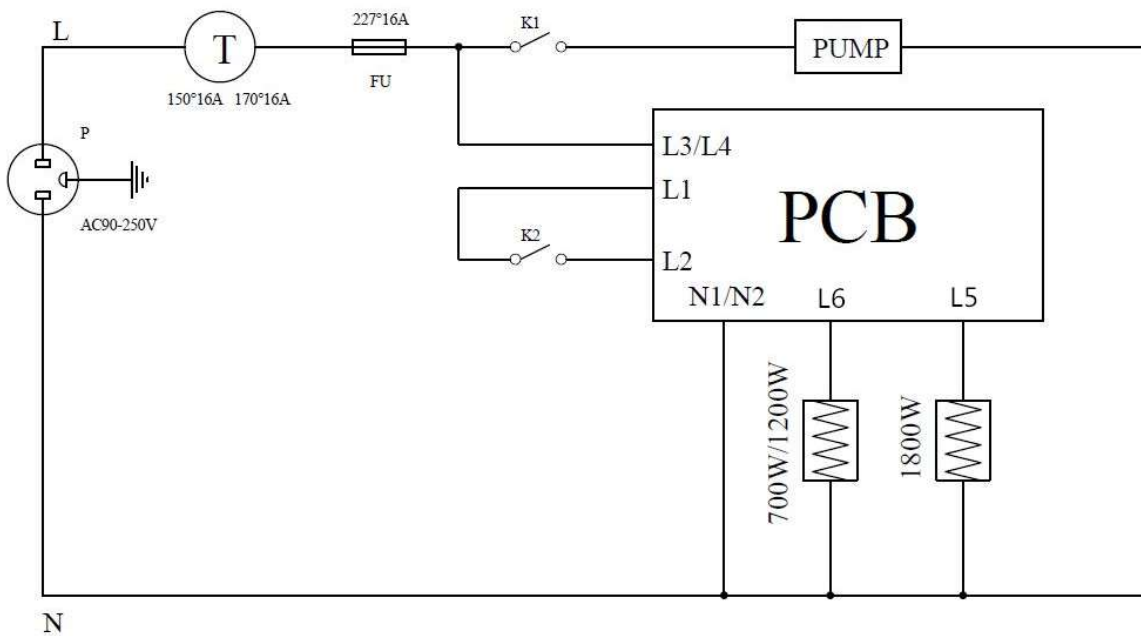 L
T
227°16A
K1
PUMP
FU
150°16A 170°16A
P
L3/L4
L1
PCB
AC90-250V
K2
L2
N1/N2
L6
L5
700W/1200W
1800W
N